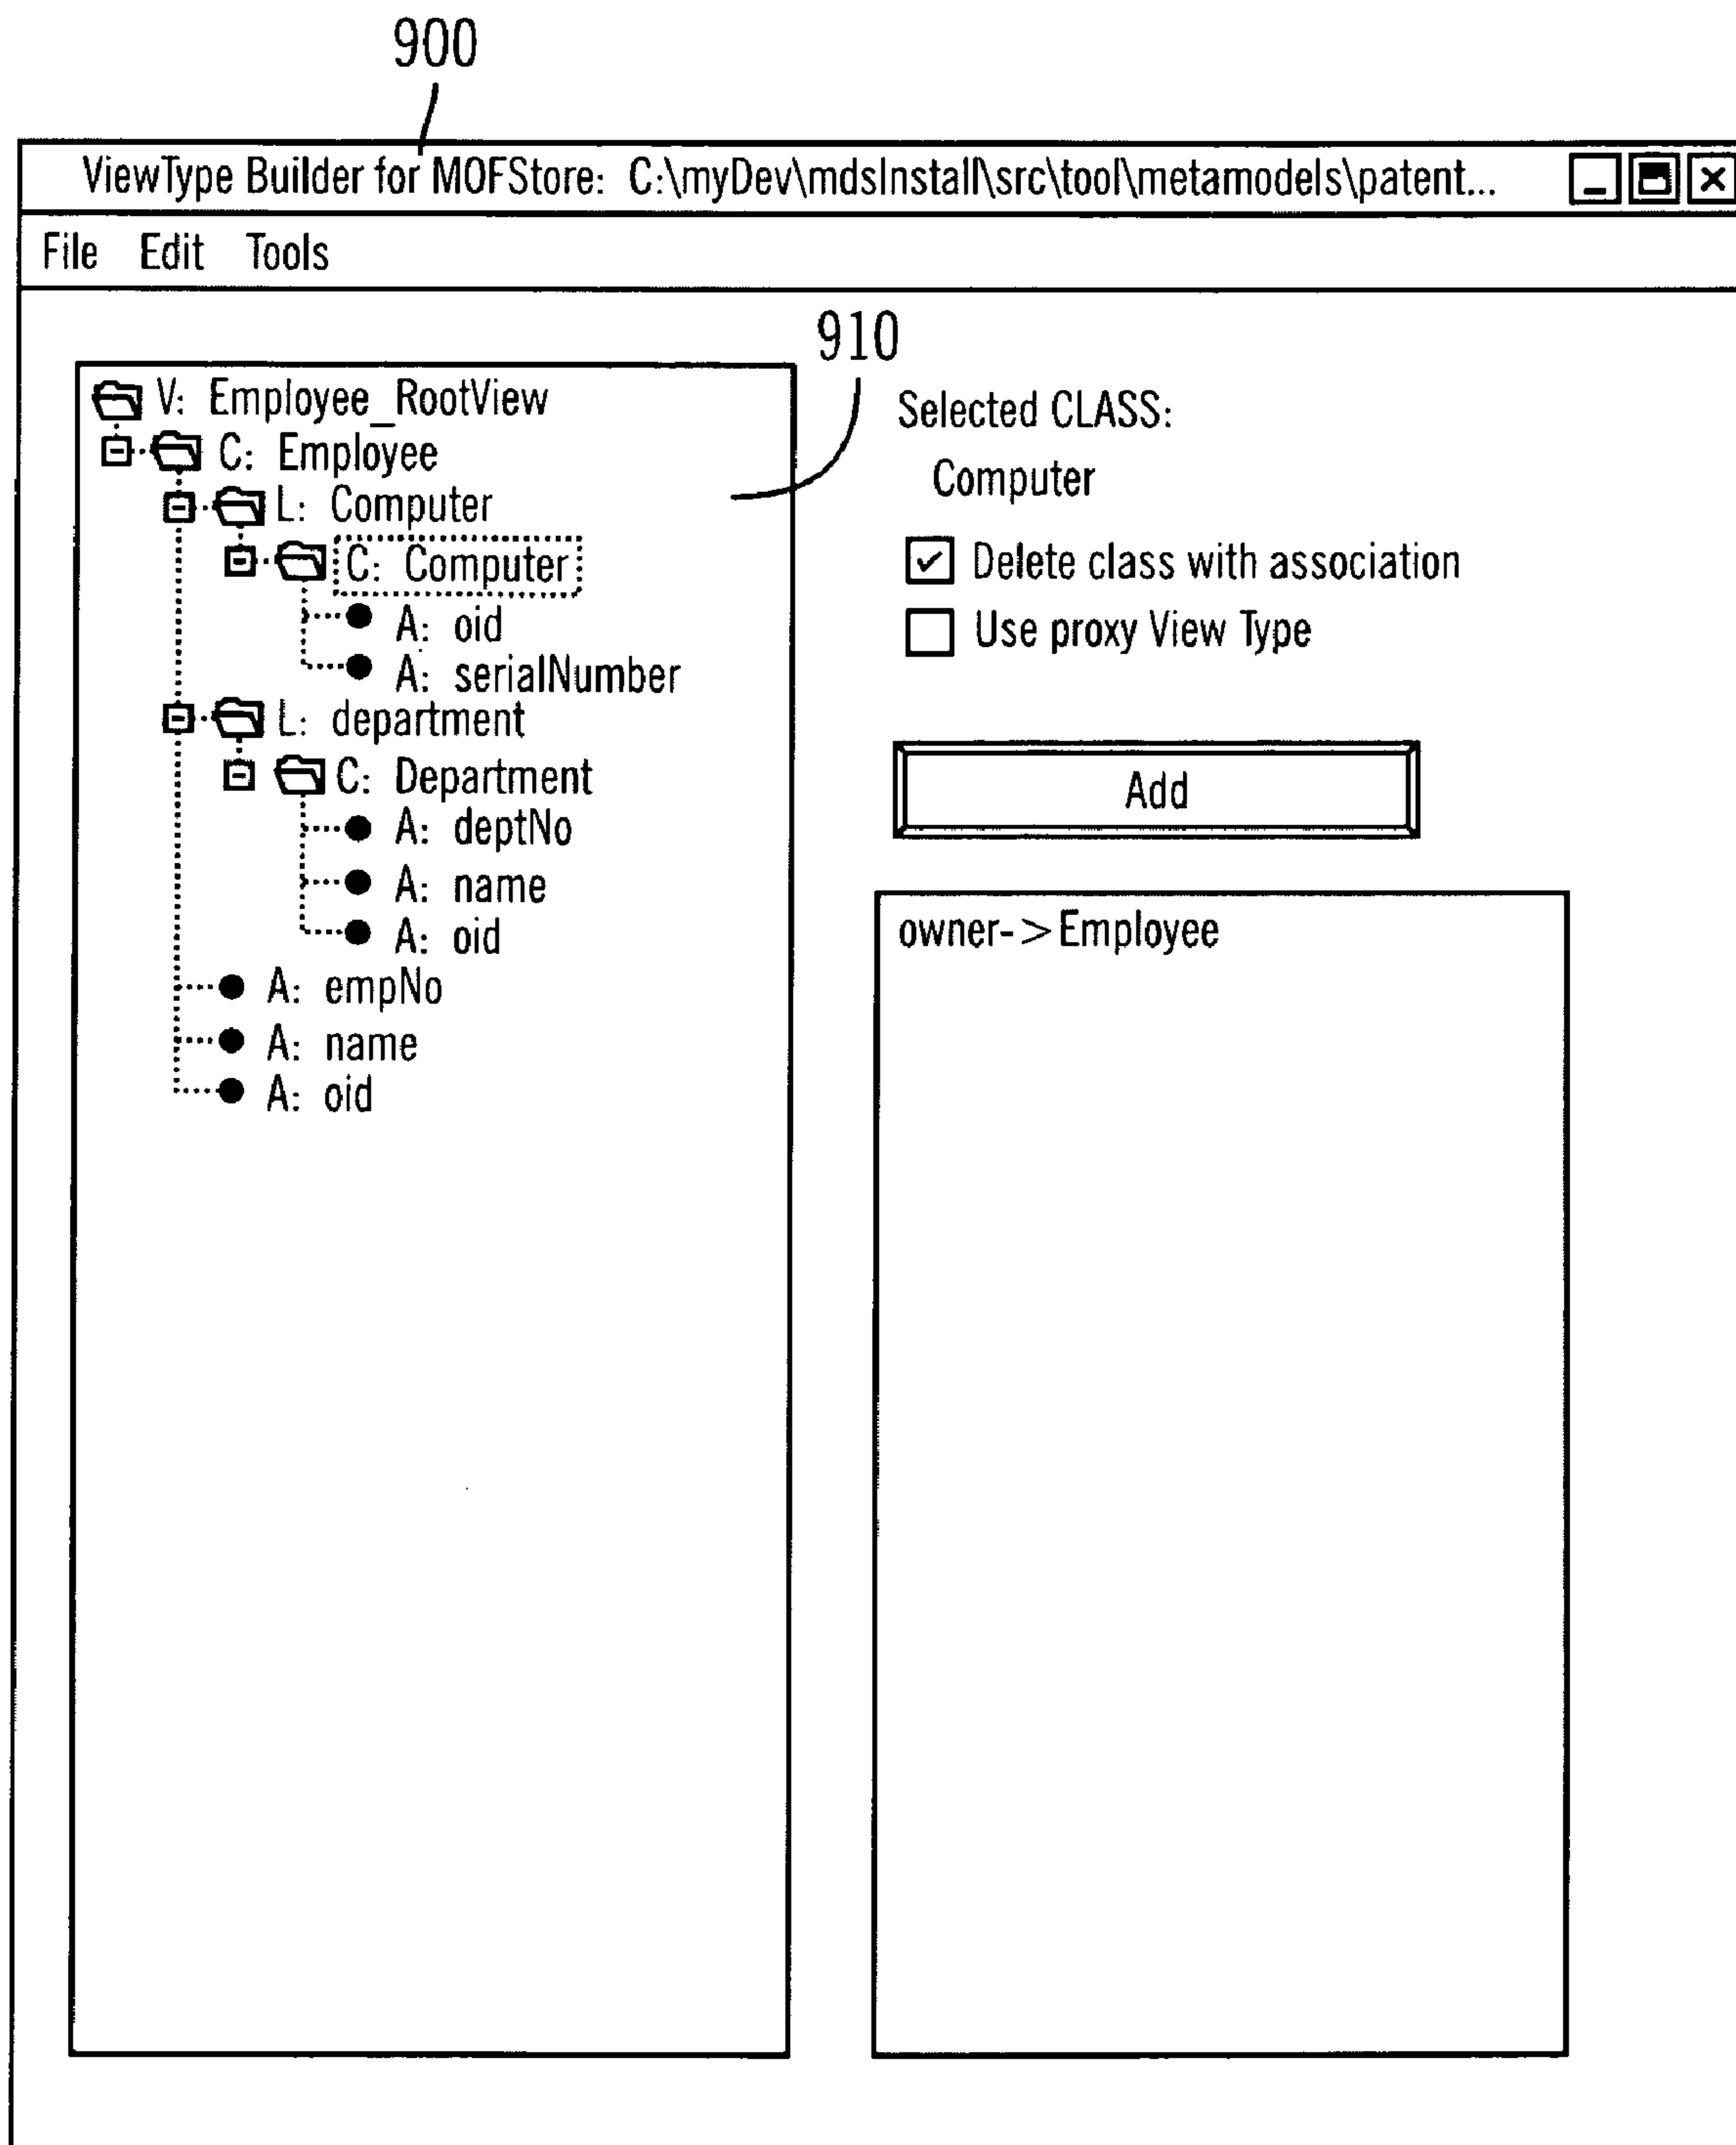 900
ViewType Builder for MOFStore: C:\myDev\mdsInstall\src\tool\metamodels\patent...
File Edit Tools
910
V: Employee_RootView
C: Employee
L: Computer
C: Computer
A: oid
A: serialNumber
L: department
C: Department
A: deptNo
A: name
A: oid
A: empNo
A: name
A: oid
Selected CLASS:
Computer
Delete class with association
Use proxy View Type
Add
owner->Employee